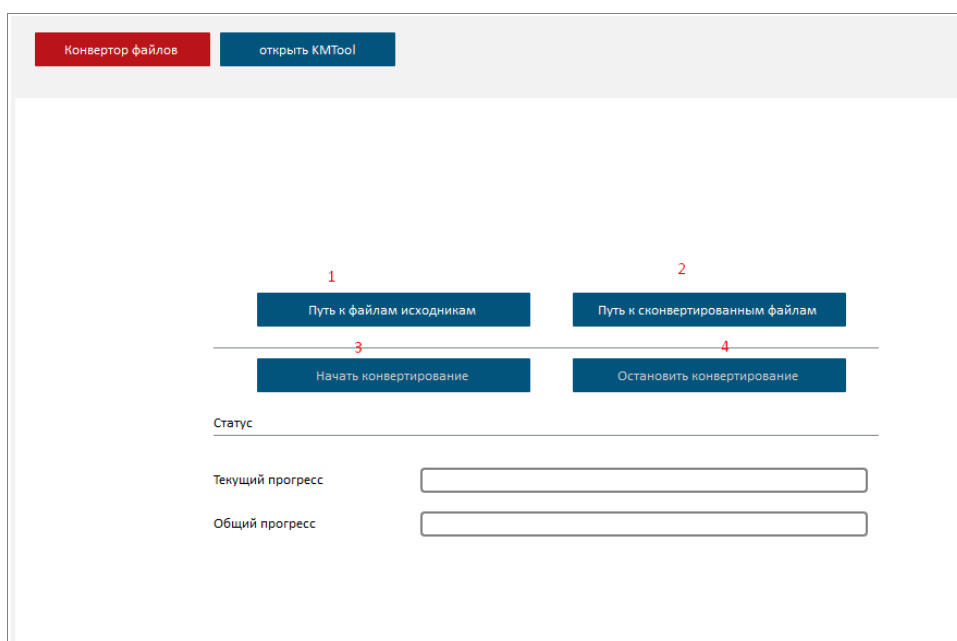 Конвертор файлов открыть KMTool
1 2
Путь к файлам исходникам Путь к сконвертированным файлам
3 4
Начать конвертирование Остановить конвертирование
Статус
Текущий прогресс
Общий прогресс